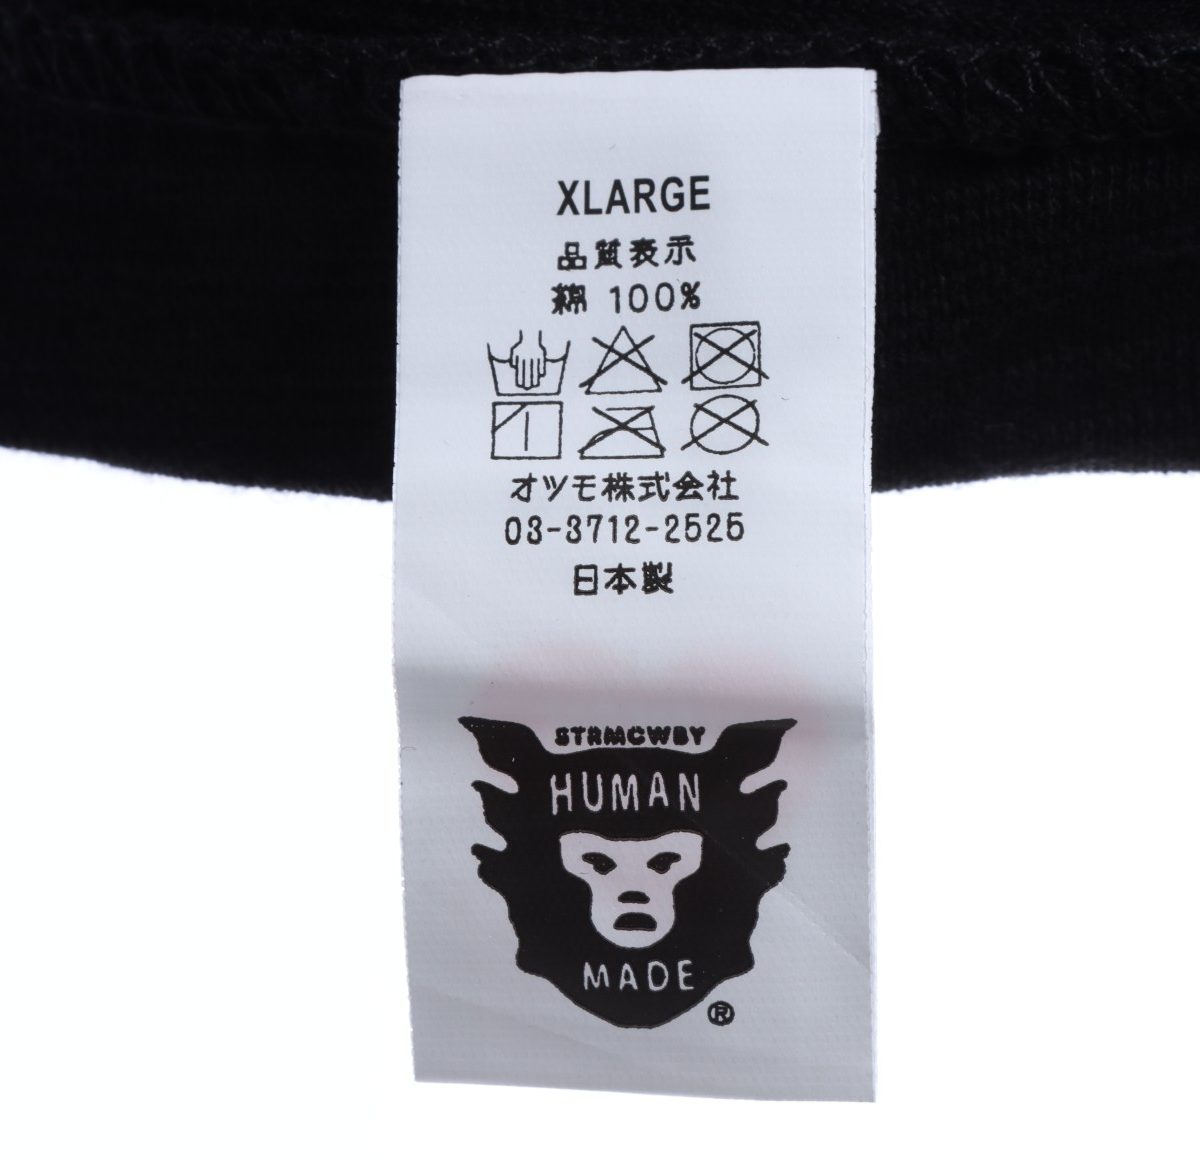 XLARGE
品質表示
綿 100%
オツモ株式会社
03-3712-2525
日本製
STRMCWBY
HUMAN
MADE
®